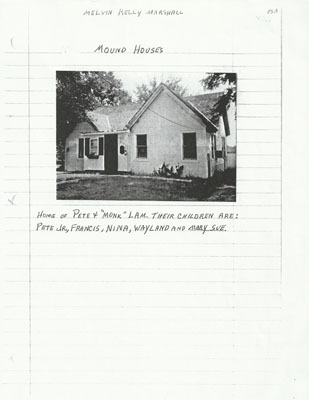 MELVIN KELLY MARSHALL
MOUND HOUSES
HOME OF PETE & "MONK" LAM. THEIR CHILDREN ARE:
PETE JR, FRANCIS, NINA, WAYLAND AND MARY SUE.